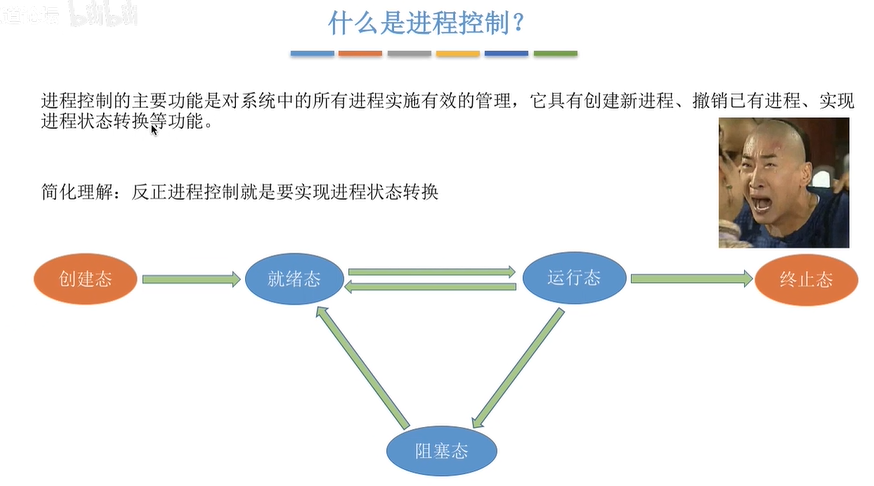 bilibili
什么是进程控制？
进程控制的主要功能是对系统中的所有进程实施有效的管理，它具有创建新进程、撤销已有进程、实现
进程状态转换等功能。
简化理解：反正进程控制就是要实现进程状态转换
创建态
就绪态
运行态
终止态
阻塞态